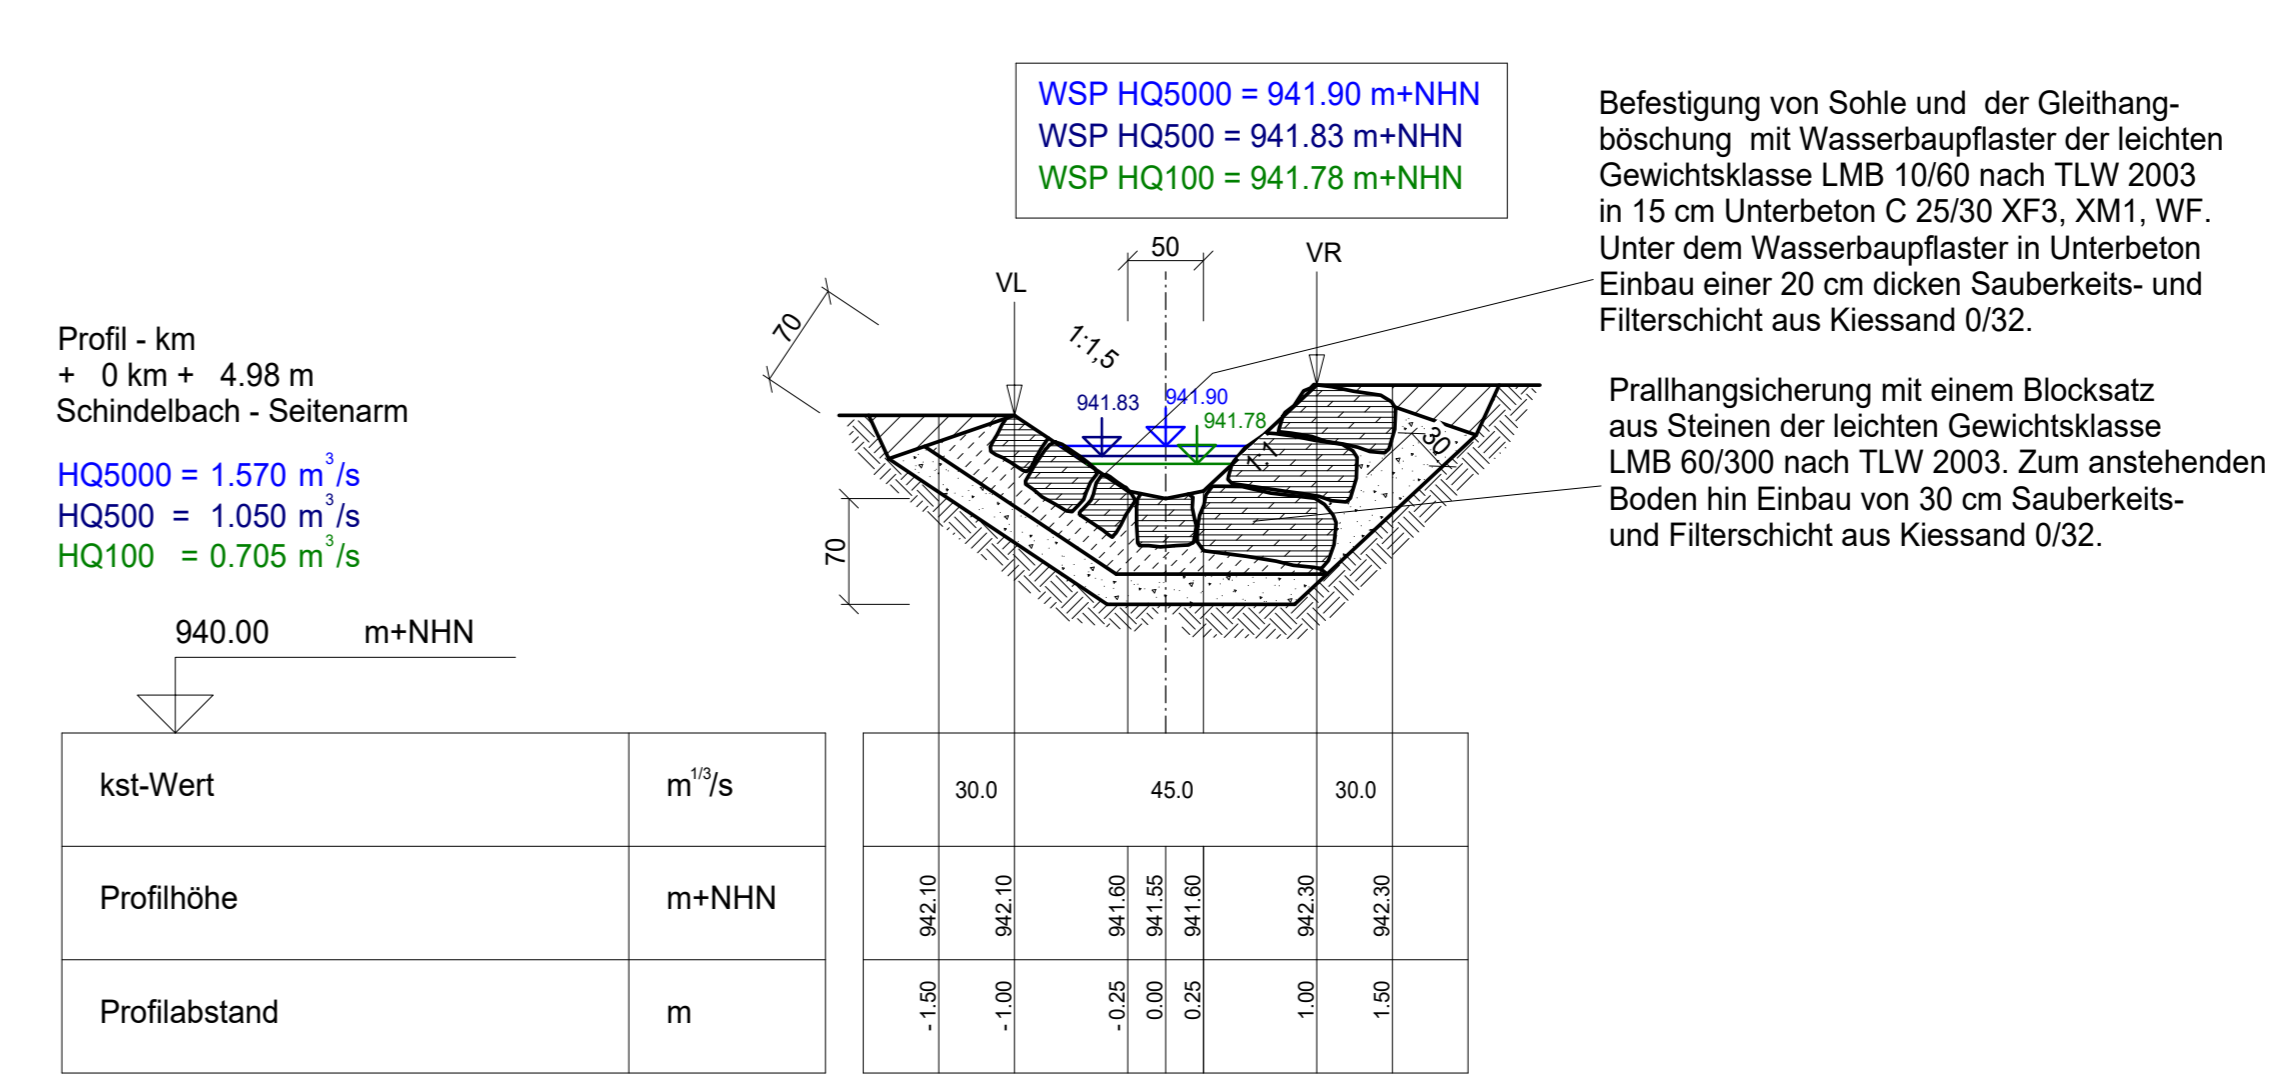 WSP HQ5000 = 941.90 m+NHN
WSP HQ500 = 941.83 m+NHN
WSP HQ100 = 941.78 m+NHN
Befestigung von Sohle und der Gleithang-
böschung mit Wasserbaupflaster der leichten
Gewichtsklasse LMB 10/60 nach TLW 2003
in 15 cm Unterbeton C 25/30 XF3, XM1, WF.
Unter dem Wasserbaupflaster in Unterbeton
Einbau einer 20 cm dicken Sauberkeits- und
Filterschicht aus Kiessand 0/32.
Prallhangsicherung mit einem Blocksatz
aus Steinen der leichten Gewichtsklasse
LMB 60/300 nach TLW 2003. Zum anstehenden
Boden hin Einbau von 30 cm Sauberkeits-
und Filterschicht aus Kiessand 0/32.
50
VL
VR
70
1:1,5
941.83
941.90
941.78
1:1
30
70
Profil - km
+ 0 km + 4.98 m
Schindelbach - Seitenarm
HQ5000 = 1.570 m³/s
HQ500 = 1.050 m³/s
HQ100 = 0.705 m³/s
940.00 m+NHN
kst-Wert m^1/3/s 30.0 45.0 30.0
Profilhöhe m+NHN 942.10 942.10 941.60 941.55 941.60 942.30 942.30
Profilabstand m - 1.50 - 1.00 - 0.25 0.00 0.25 1.00 1.50